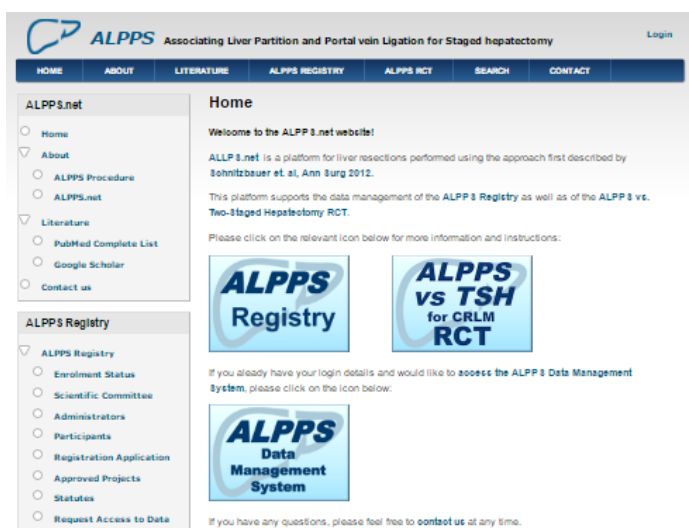 ALPPS Associating Liver Partition and Portal vein Ligation for Staged hepatectomy
Login
HOME ABOUT LITERATURE ALPPS REGISTRY ALPPS RCT SEARCH CONTACT
ALPPS.net
Home
About
ALPPS Procedure
ALPPS.net
Literature
PubMed Complete List
Google Scholar
Contact us
ALPPS Registry
ALPPS Registry
Enrolment Status
Scientific Committee
Administrators
Participants
Registration Application
Approved Projects
Statutes
Request Access to Data
Home
Welcome to the ALPPS.net website!
ALLPS.net is a platform for liver resections performed using the approach first described by
Schnitzbauer et. al, Ann Surg 2012.
This platform supports the data management of the ALPPS Registry as well as of the ALPPS vs.
Two-Staged Hepatectomy RCT.
Please click on the relevant icon below for more information and instructions:
ALPPS
Registry
ALPPS
vs TSH
for CRLM
RCT
If you aleady have your login details and would like to access the ALPPS Data Management
System, please click on the icon below:
ALPPS
Data
Management
System
If you have any questions, please feel free to contact us at any time.